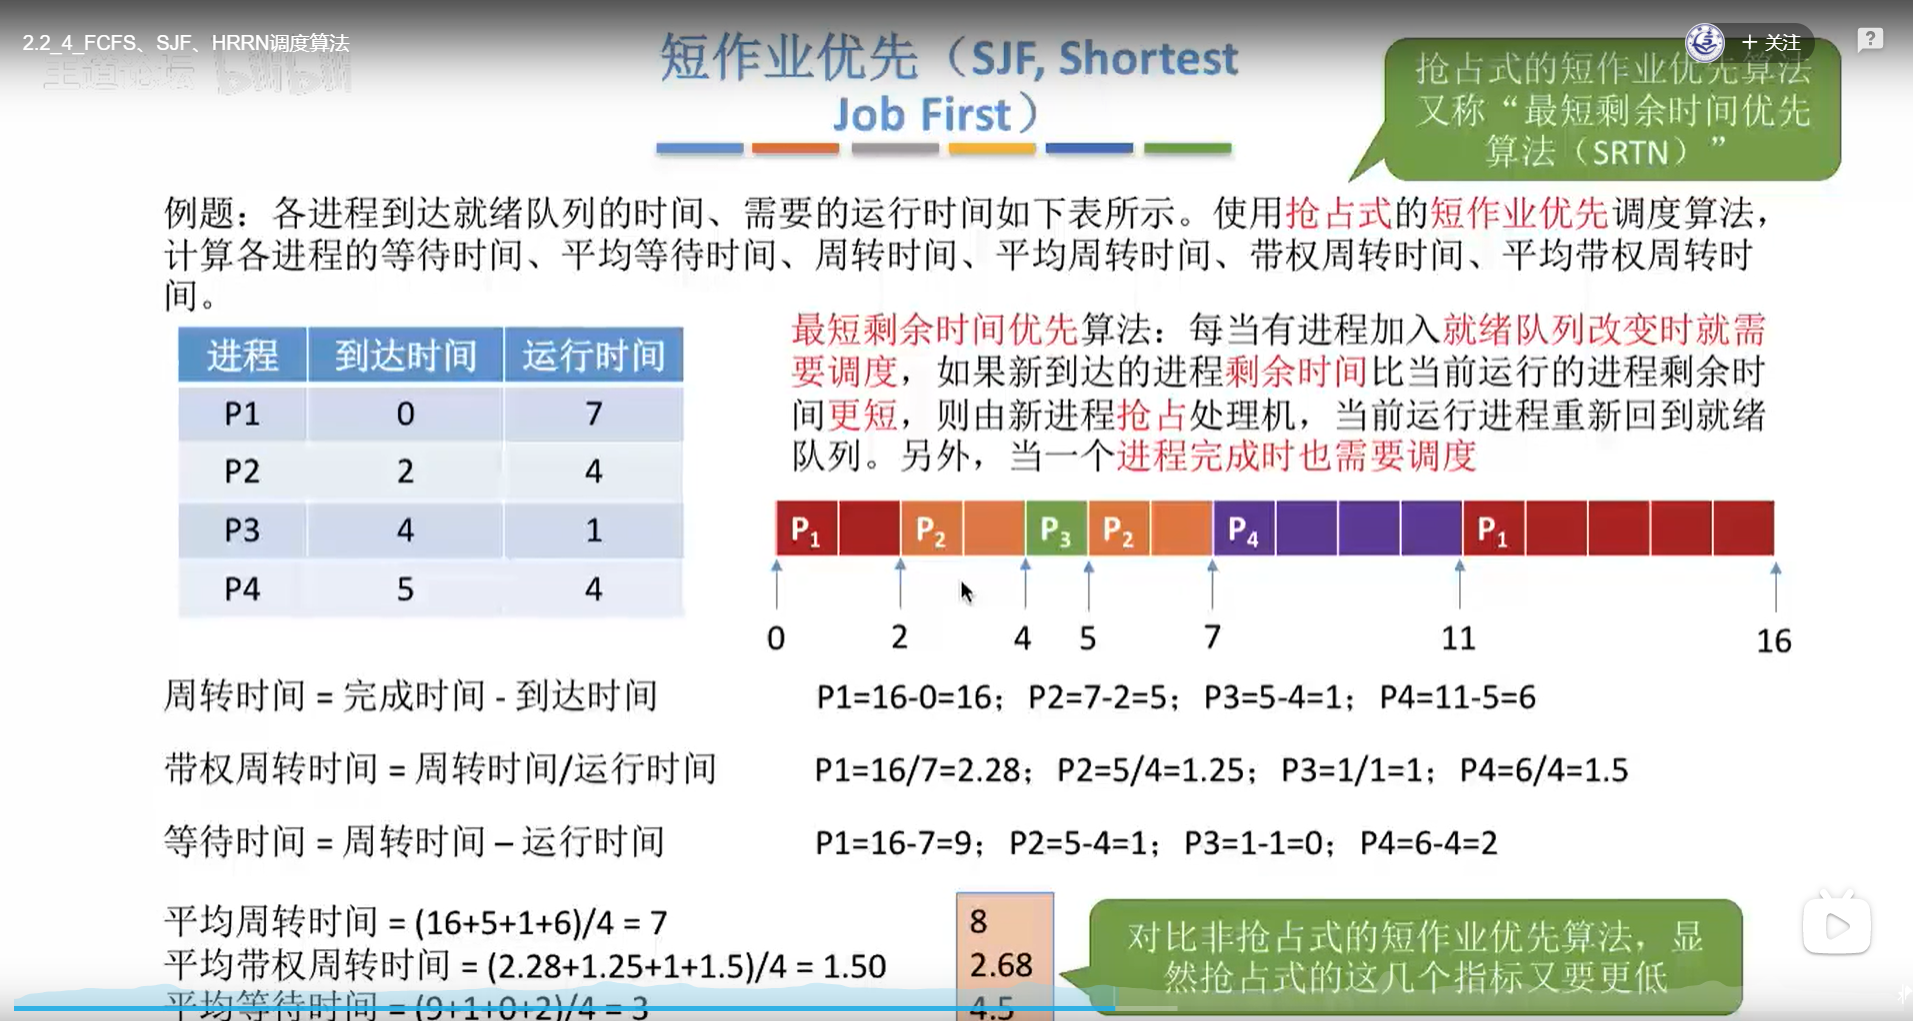 2.2_4_FCFS、SJF、HRRN调度算法
+ 关注
王道论坛 bilibili
短作业优先（SJF, Shortest
Job First）
抢占式的短作业优先算法
又称“最短剩余时间优先
算法（SRTN）”
例题：各进程到达就绪队列的时间、需要的运行时间如下表所示。使用抢占式的短作业优先调度算法，
计算各进程的等待时间、平均等待时间、周转时间、平均周转时间、带权周转时间、平均带权周转时
间。
进程 到达时间 运行时间
P1 0 7
P2 2 4
P3 4 1
P4 5 4
最短剩余时间优先算法：每当有进程加入就绪队列改变时就需
要调度，如果新到达的进程剩余时间比当前运行的进程剩余时
间更短，则由新进程抢占处理机，当前运行进程重新回到就绪
队列。另外，当一个进程完成时也需要调度
P1 P2 P3 P2 P4 P1
0 2 4 5 7 11 16
周转时间 = 完成时间 - 到达时间 P1=16-0=16；P2=7-2=5；P3=5-4=1；P4=11-5=6
带权周转时间 = 周转时间/运行时间 P1=16/7=2.28；P2=5/4=1.25；P3=1/1=1；P4=6/4=1.5
等待时间 = 周转时间 – 运行时间 P1=16-7=9；P2=5-4=1；P3=1-1=0；P4=6-4=2
平均周转时间 = (16+5+1+6)/4 = 7 8
平均带权周转时间 = (2.28+1.25+1+1.5)/4 = 1.50 2.68
平均等待时间 = (9+1+0+2)/4 = 3 4.5
对比非抢占式的短作业优先算法，显
然抢占式的这几个指标又要更低